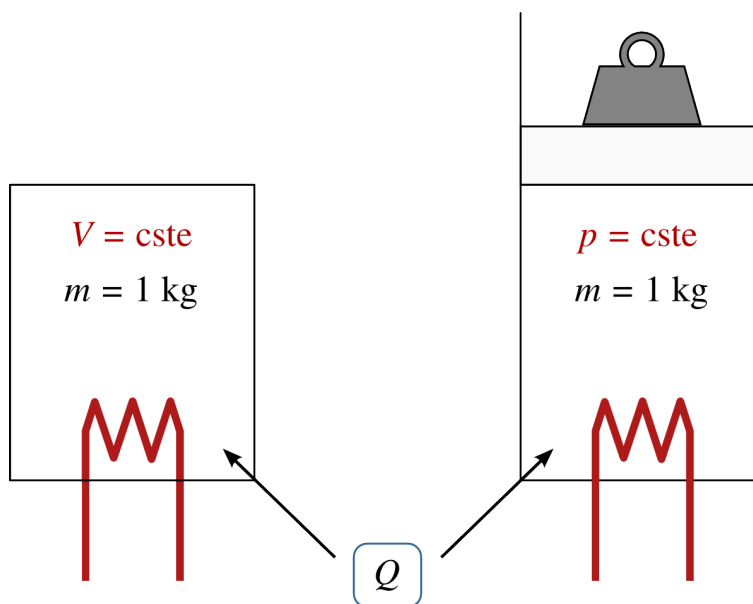 V = cste
m = 1 kg
p = cste
m = 1 kg
Q